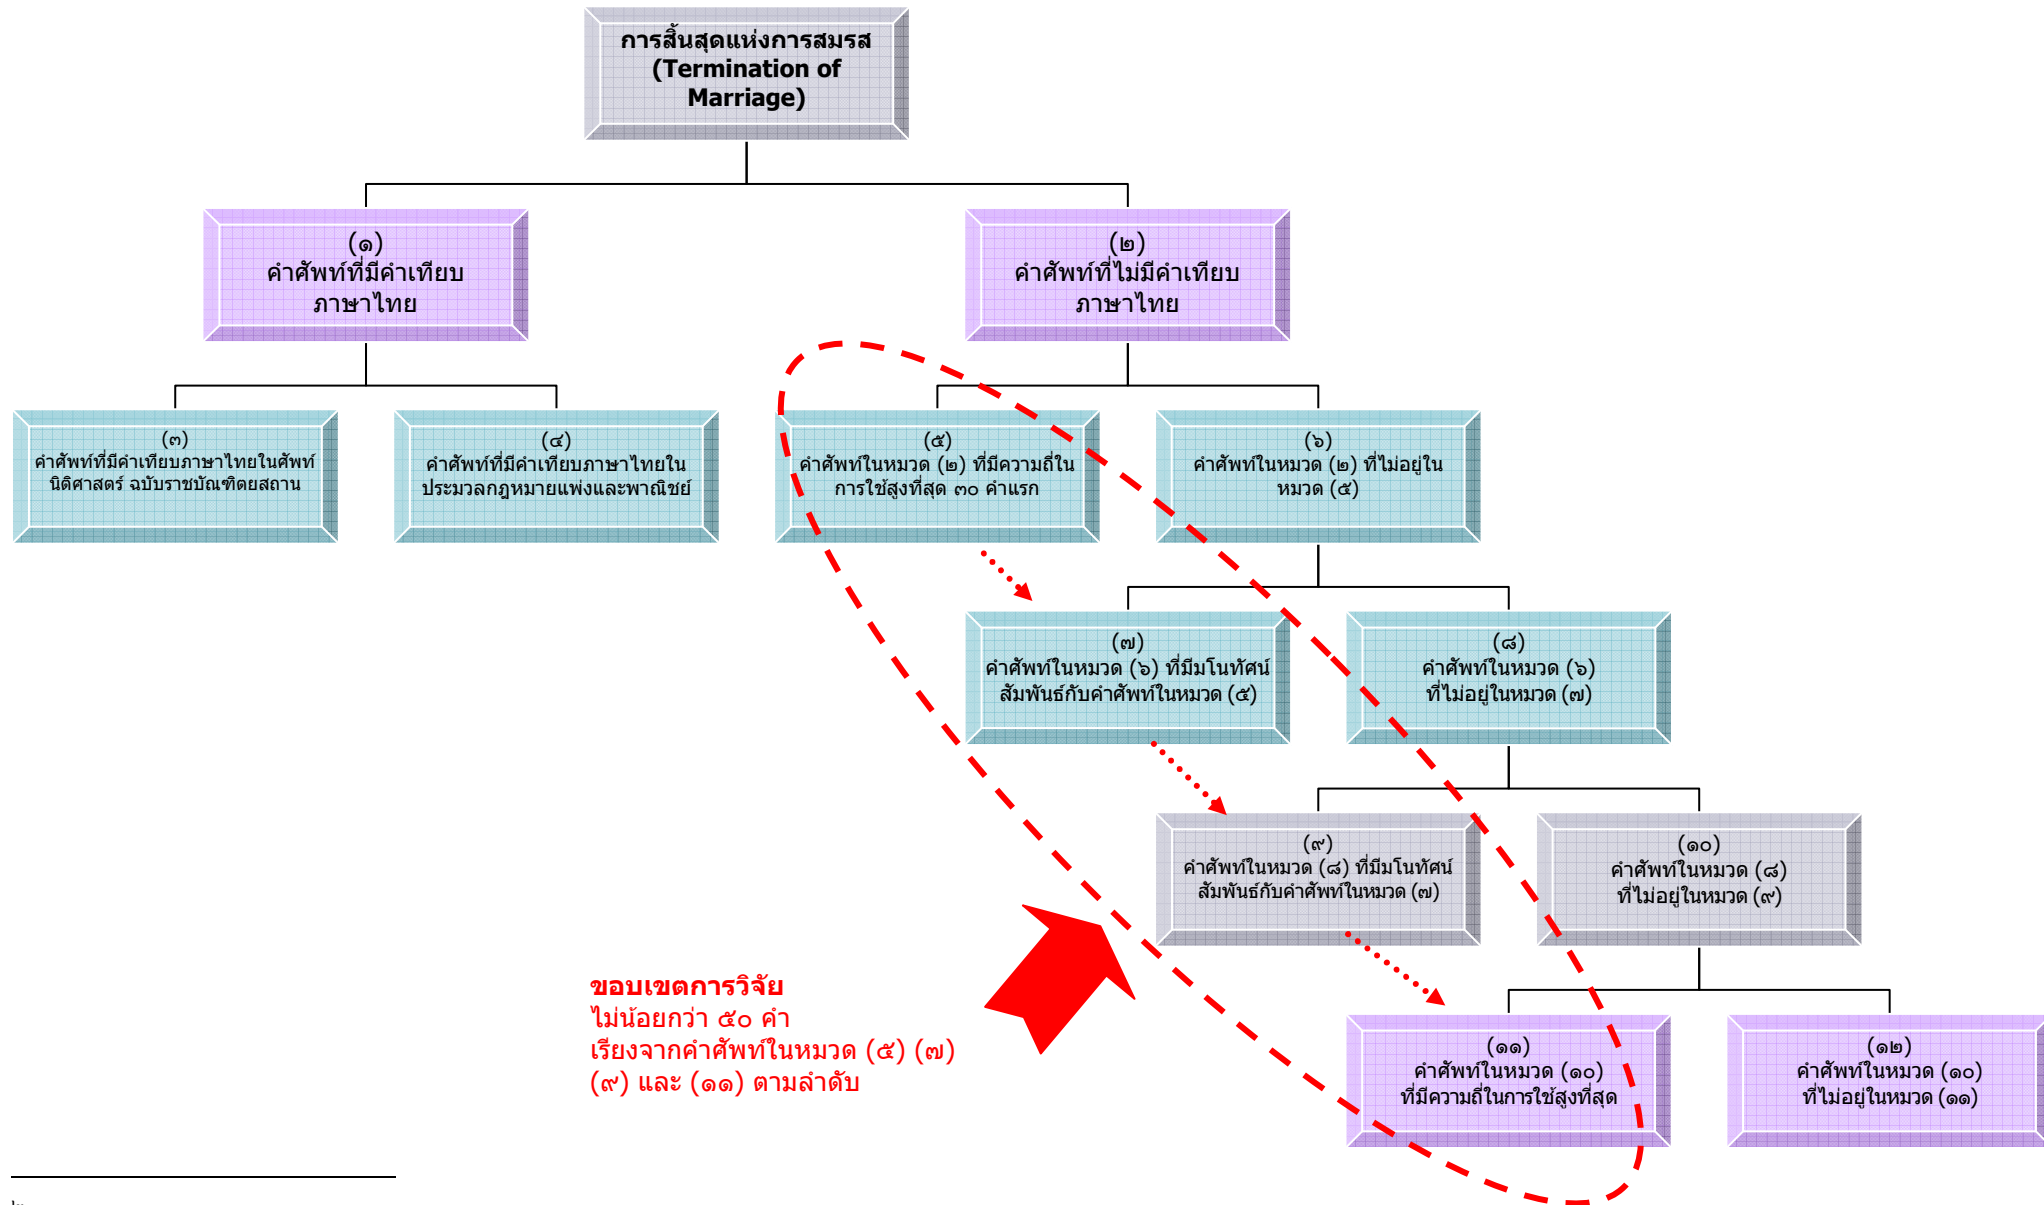 การสิ้นสุดแห่งการสมรส
(Termination of
Marriage)
(๑)
คำศัพท์ที่มีคำเทียบ
ภาษาไทย
(๒)
คำศัพท์ที่ไม่มีคำเทียบ
ภาษาไทย
(๓)
คำศัพท์ที่มีคำเทียบภาษาไทยในศัพท์
นิติศาสตร์ ฉบับราชบัณฑิตยสถาน
(๔)
คำศัพท์ที่มีคำเทียบภาษาไทยใน
ประมวลกฎหมายแพ่งและพาณิชย์
(๕)
คำศัพท์ในหมวด (๒) ที่มีความถี่ใน
การใช้สูงที่สุด ๓๐ คำแรก
(๖)
คำศัพท์ในหมวด (๒) ที่ไม่อยู่ใน
หมวด (๕)
(๗)
คำศัพท์ในหมวด (๖) ที่มีมโนทัศน์
สัมพันธ์กับคำศัพท์ในหมวด (๕)
(๘)
คำศัพท์ในหมวด (๖)
ที่ไม่อยู่ในหมวด (๗)
(๙)
คำศัพท์ในหมวด (๘) ที่มีมโนทัศน์
สัมพันธ์กับคำศัพท์ในหมวด (๗)
(๑๐)
คำศัพท์ในหมวด (๘)
ที่ไม่อยู่ในหมวด (๙)
ขอบเขตการวิจัย
ไม่น้อยกว่า ๕๐ คำ
เรียงจากคำศัพท์ในหมวด (๕) (๗)
(๙) และ (๑๑) ตามลำดับ
(๑๑)
คำศัพท์ในหมวด (๑๐)
ที่มีความถี่ในการใช้สูงที่สุด
(๑๒)
คำศัพท์ในหมวด (๑๐)
ที่ไม่อยู่ในหมวด (๑๑)